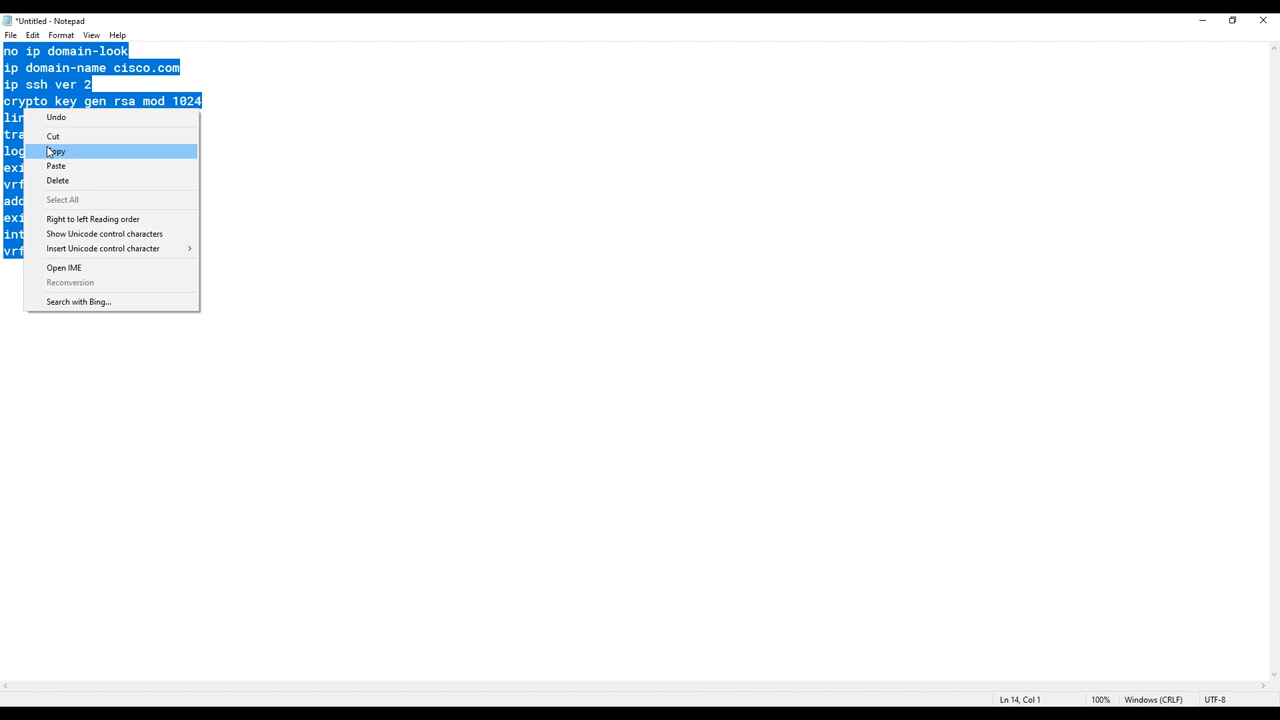 *Untitled - Notepad
File Edit Format View Help
no ip domain-look
ip domain-name cisco.com
ip ssh ver 2
crypto key gen rsa mod 1024
Undo
Cut
Paste
Delete
Select All
Right to left Reading order
Show Unicode control characters
Insert Unicode control character
Open IME
Reconversion
Search with Bing...
Ln 14, Col 1 100% Windows (CRLF) UTF-8